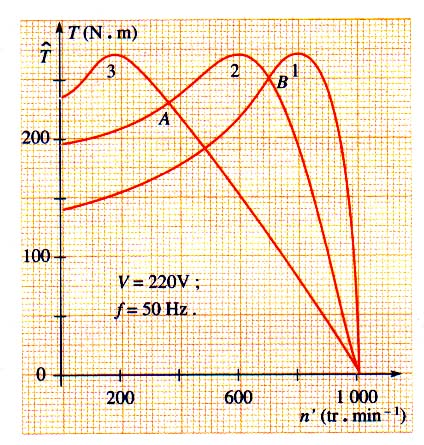 T (N . m)
T̂
3 2 1
B
A
200
100
V = 220V ;
f = 50 Hz .
0
200 600 1 000
n' (tr . min⁻¹)